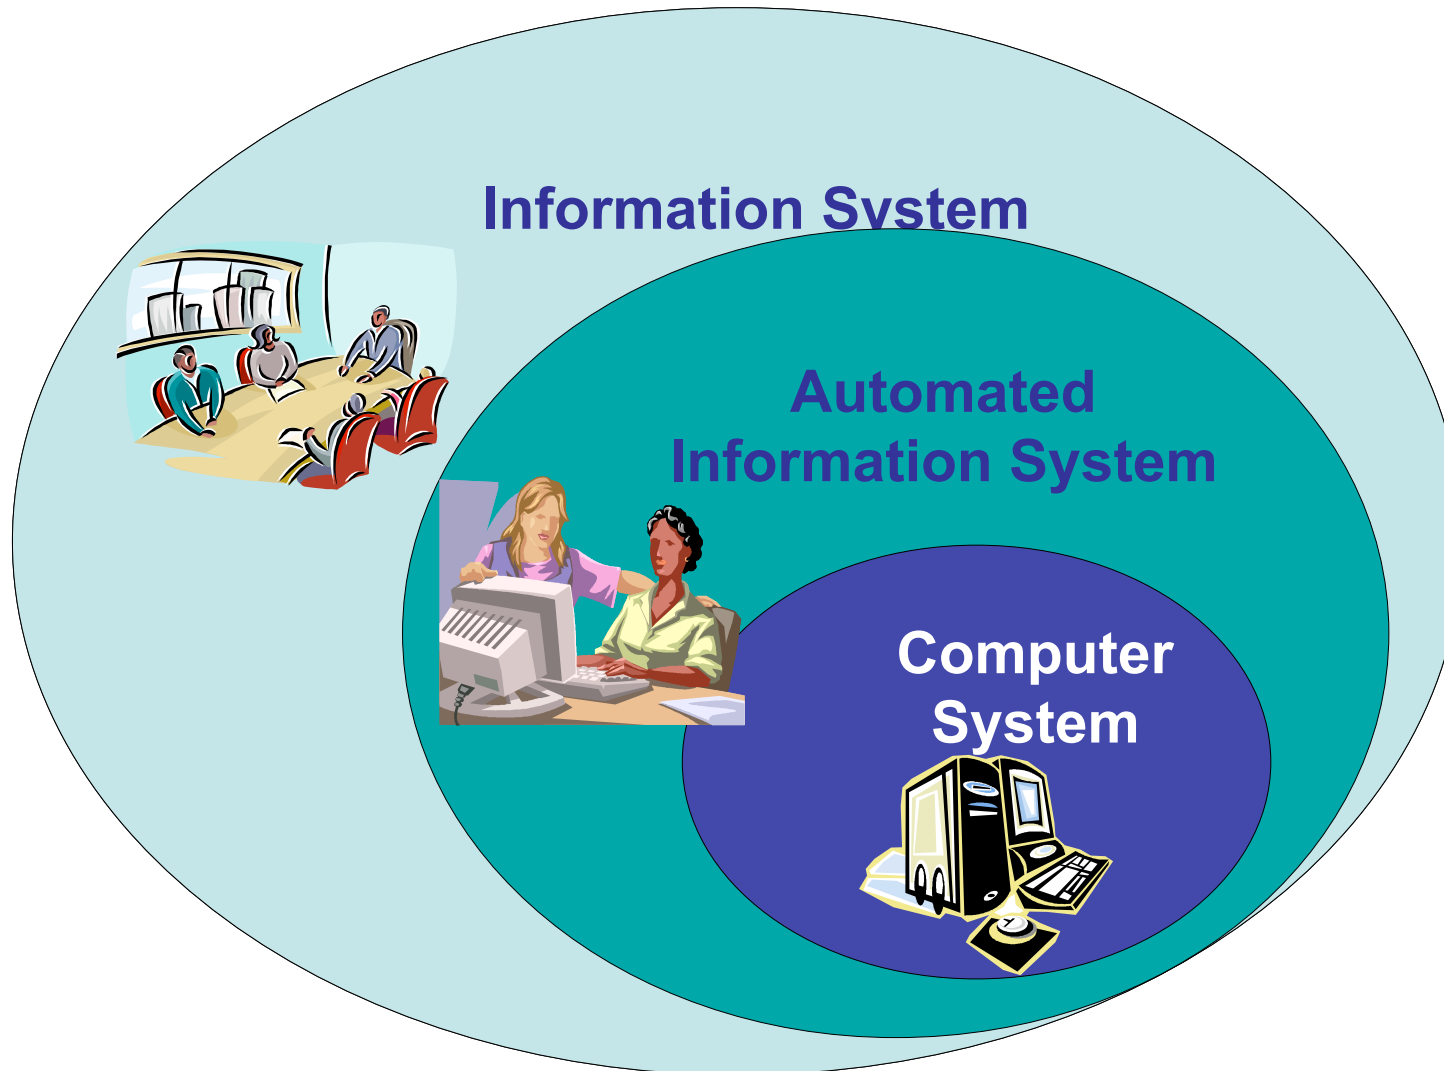 Information System
Automated
Information System
Computer
System